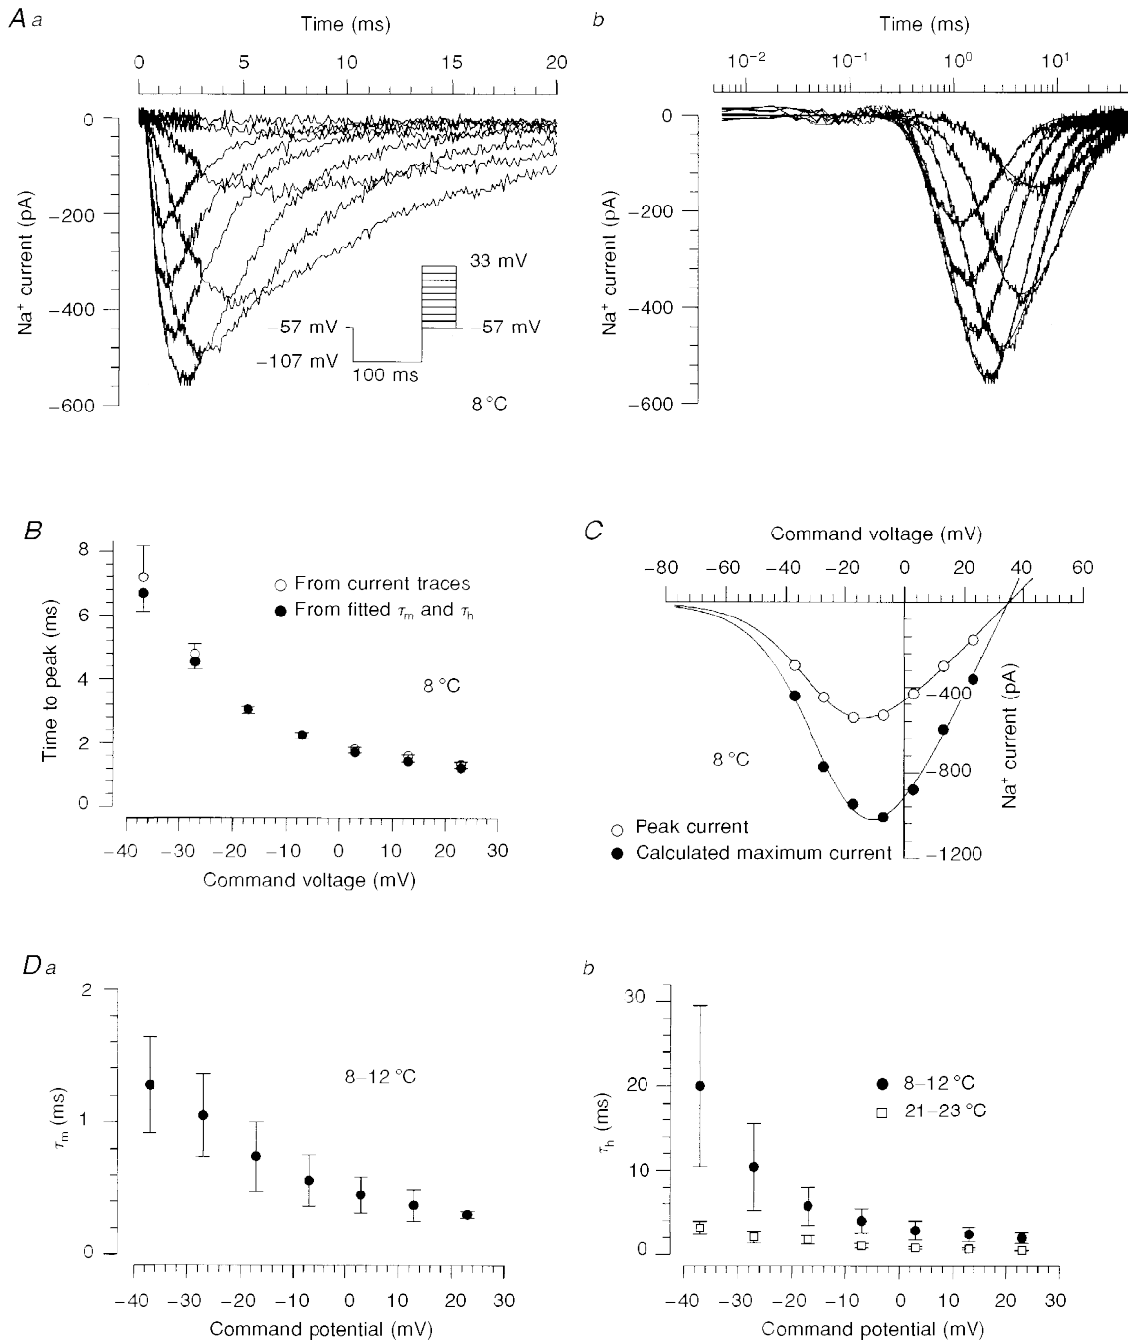 A a
Time (ms)
0 5 10 15 20
0
−200
−400
−600
Na⁺ current (pA)
−57 mV
−107 mV
100 ms
33 mV
−57 mV
8 °C
b
Time (ms)
10⁻² 10⁻¹ 10⁰ 10¹
0
−200
−400
−600
Na⁺ current (pA)
B
8
6
4
2
0
Time to peak (ms)
From current traces
From fitted τm and τh
8 °C
−40 −30 −20 −10 0 10 20 30
Command voltage (mV)
C
Command voltage (mV)
−80 −60 −40 −20 0 20 40 60
−400
−800
−1200
Na⁺ current (pA)
8 °C
Peak current
Calculated maximum current
D a
2
1
0
τm (ms)
8–12 °C
−40 −30 −20 −10 0 10 20 30
Command potential (mV)
b
30
20
10
0
τh (ms)
8–12 °C
21–23 °C
−40 −30 −20 −10 0 10 20 30
Command potential (mV)